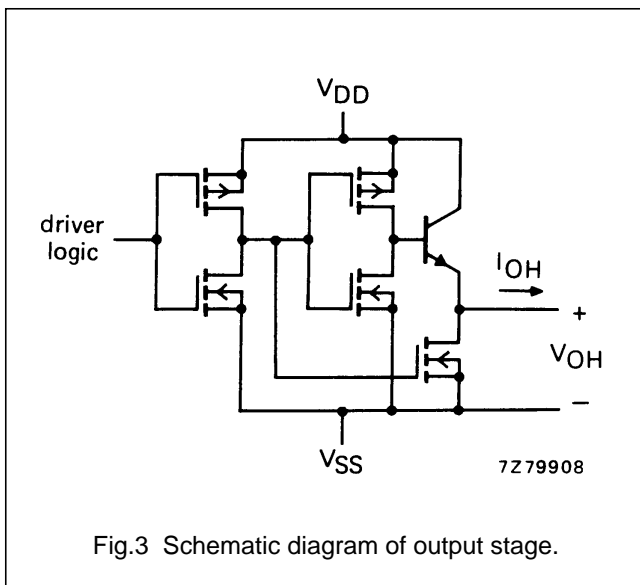 VDD
driver
logic
IOH
+
VOH
−
VSS
7Z79908
Fig.3 Schematic diagram of output stage.